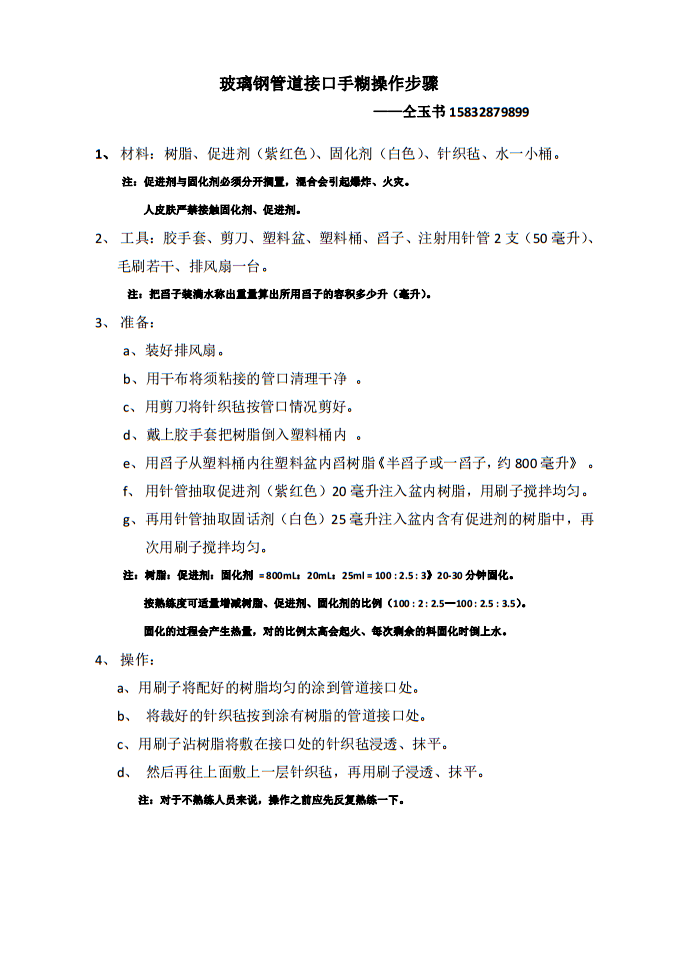 玻璃钢管道接口手糊操作步骤
——仝玉书 15832879899
1、 材料：树脂、促进剂（紫红色）、固化剂（白色）、针织毡、水一小桶。
注：促进剂与固化剂必须分开搁置，混合会引起爆炸、火灾。
人皮肤严禁接触固化剂、促进剂。
2、 工具：胶手套、剪刀、塑料盆、塑料桶、舀子、注射用针管 2 支（50 毫升）、
毛刷若干、排风扇一台。
注：把舀子装满水称出重量算出所用舀子的容积多少升（毫升）。
3、 准备：
a、装好排风扇。
b、用干布将须粘接的管口清理干净 。
c、用剪刀将针织毡按管口情况剪好。
d、戴上胶手套把树脂倒入塑料桶内 。
e、用舀子从塑料桶内往塑料盆内舀树脂《半舀子或一舀子，约 800 毫升》 。
f、 用针管抽取促进剂（紫红色）20 毫升注入盆内树脂，用刷子搅拌均匀。
g、再用针管抽取固话剂（白色）25 毫升注入盆内含有促进剂的树脂中，再
次用刷子搅拌均匀。
注：树脂：促进剂：固化剂 = 800mL：20mL：25ml = 100 : 2.5 : 3》20-30 分钟固化。
按熟练度可适量增减树脂、促进剂、固化剂的比例（100 : 2 : 2.5—100 : 2.5 : 3.5）。
固化的过程会产生热量，对的比例太高会起火、每次剩余的料固化时倒上水。
4、 操作：
a、用刷子将配好的树脂均匀的涂到管道接口处。
b、 将裁好的针织毡按到涂有树脂的管道接口处。
c、用刷子沾树脂将敷在接口处的针织毡浸透、抹平。
d、 然后再往上面敷上一层针织毡，再用刷子浸透、抹平。
注：对于不熟练人员来说，操作之前应先反复熟练一下。